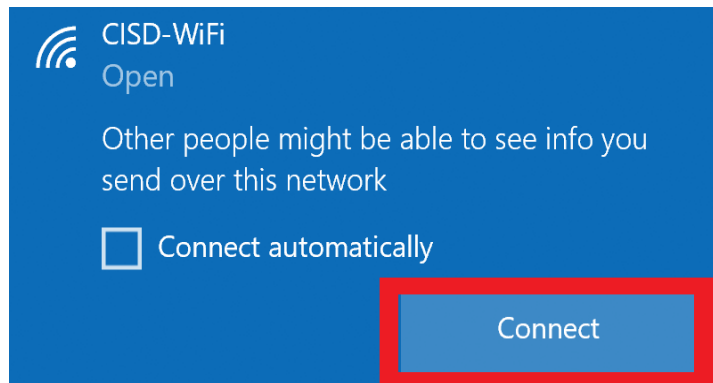 CISD-WiFi
Open
Other people might be able to see info you
send over this network
Connect automatically
Connect